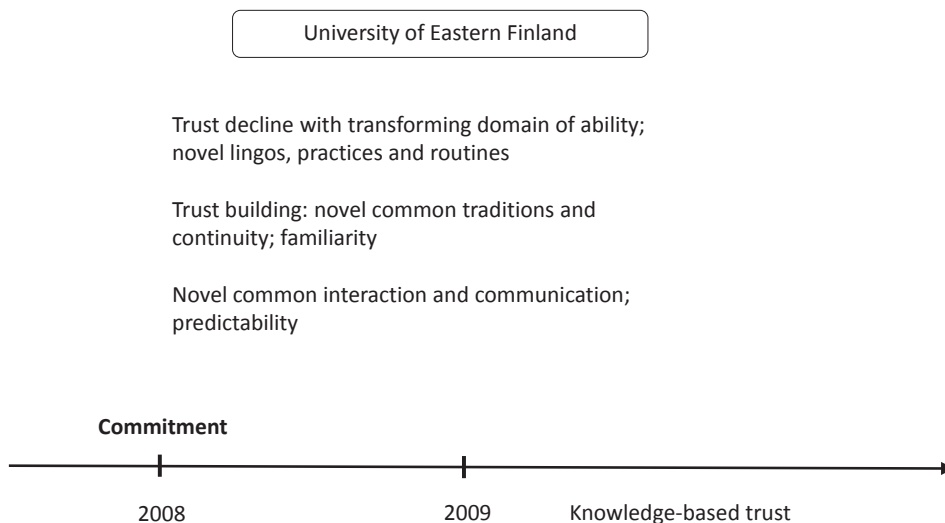 University of Eastern Finland
Trust decline with transforming domain of ability;
novel lingos, practices and routines
Trust building: novel common traditions and
continuity; familiarity
Novel common interaction and communication;
predictability
Commitment
2008
2009
Knowledge-based trust